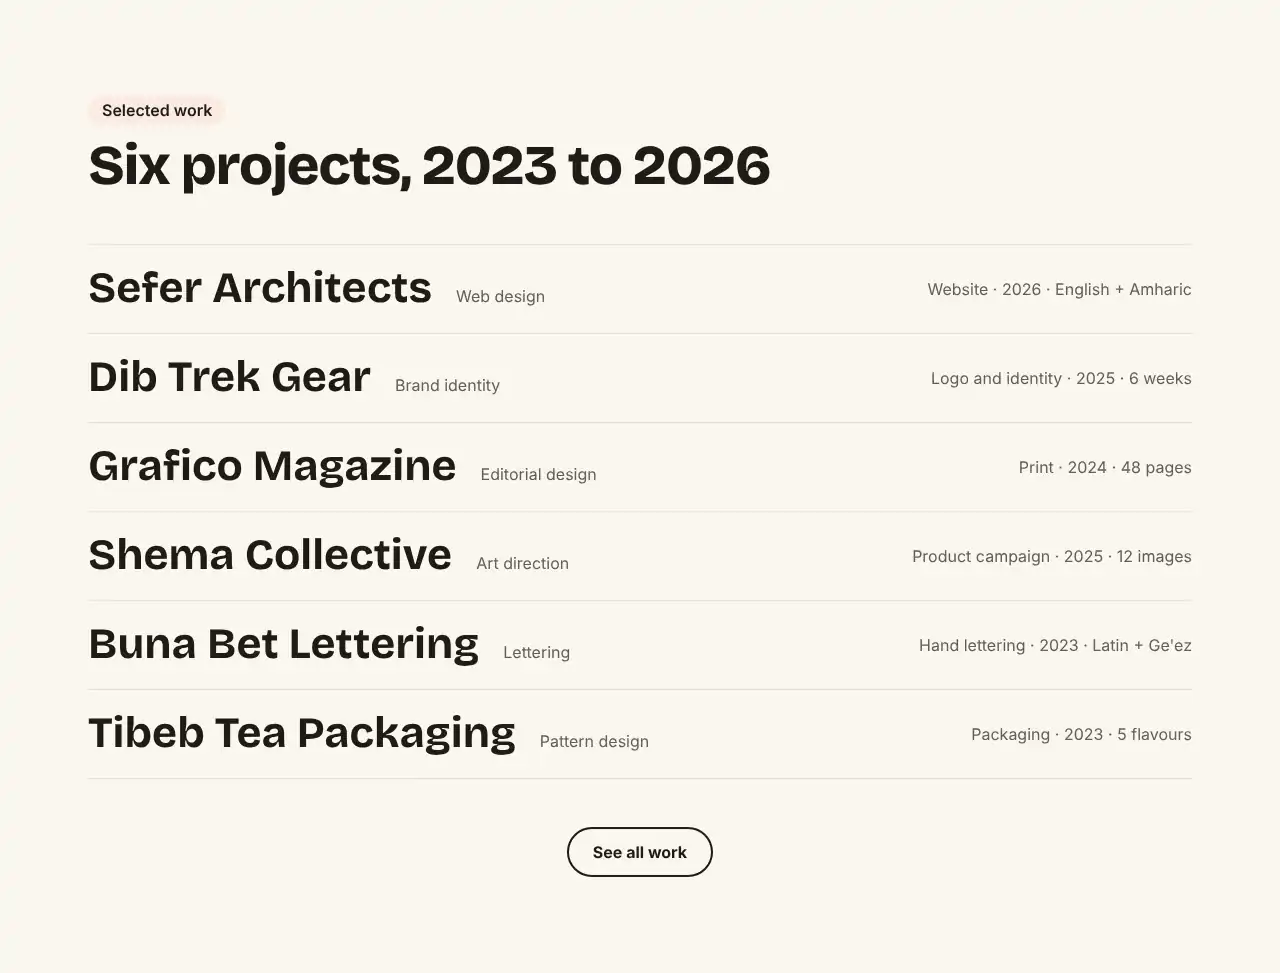 Selected work
Six projects, 2023 to 2026
Sefer Architects Web design Website · 2026 · English + Amharic
Dib Trek Gear Brand identity Logo and identity · 2025 · 6 weeks
Grafico Magazine Editorial design Print · 2024 · 48 pages
Shema Collective Art direction Product campaign · 2025 · 12 images
Buna Bet Lettering Lettering Hand lettering · 2023 · Latin + Ge'ez
Tibeb Tea Packaging Pattern design Packaging · 2023 · 5 flavours
See all work